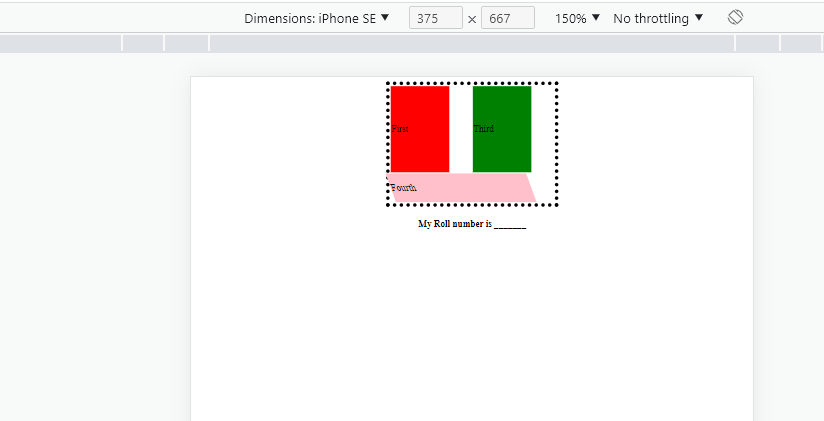 Dimensions: iPhone SE ▼ 375 × 667 150% ▼ No throttling ▼
First Third
Fourth
My Roll number is _______